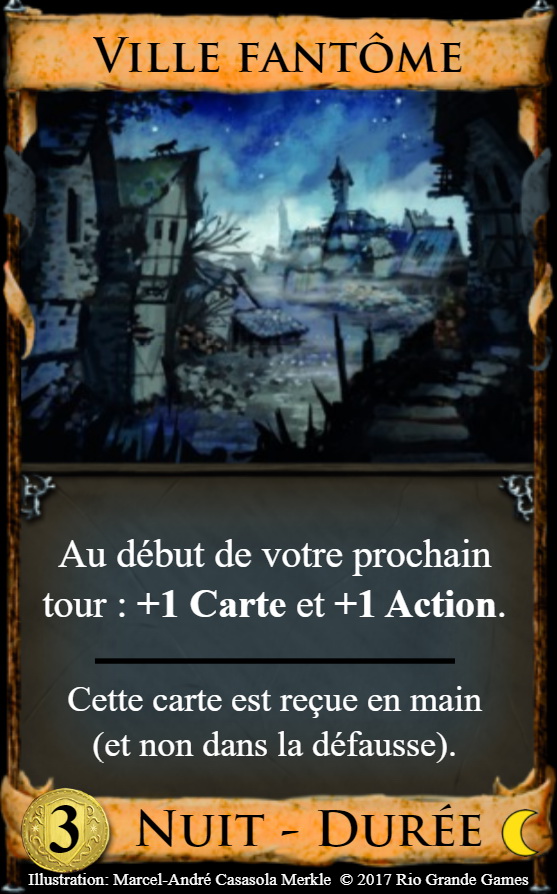 Ville fantôme
Au début de votre prochain
tour : +1 Carte et +1 Action.
Cette carte est reçue en main
(et non dans la défausse).
3 Nuit - Durée
Illustration: Marcel-André Casasola Merkle © 2017 Rio Grande Games